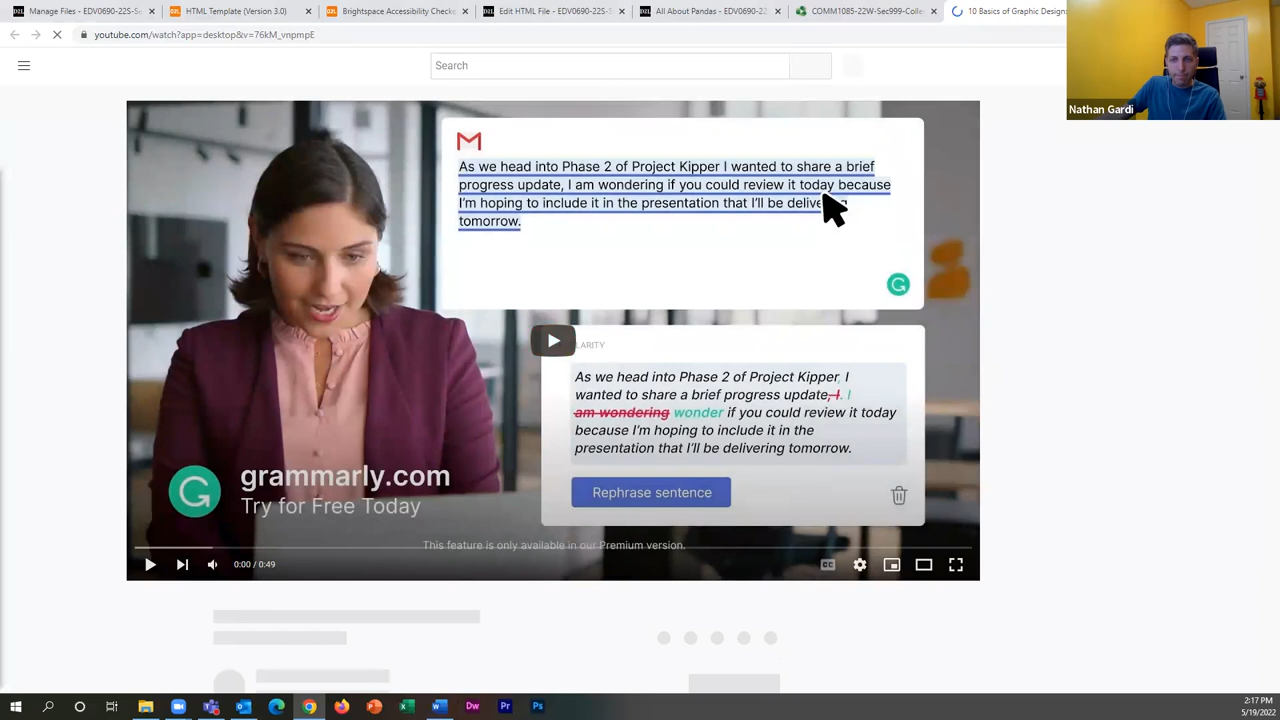 Manage Files - EDV0690-22S-Se
HTML Template (Version 3.0)
Brightspace Accessibility Checke
Edit HTML File - EDV0690-22S-
All About Pandas - EDV0690-22
COMM1085-22W-Sec999-Colle
10 Basics of Graphic Design
youtube.com/watch?app=desktop&v=76kM_vnpmpE
Search
Nathan Gardi
As we head into Phase 2 of Project Kipper I wanted to share a brief
progress update, I am wondering if you could review it today because
I'm hoping to include it in the presentation that I'll be delive g
tomorrow.
LARITY
As we head into Phase 2 of Project Kipper, I
wanted to share a brief progress update, I. I
am wondering wonder if you could review it today
because I'm hoping to include it in the
presentation that I'll be delivering tomorrow.
Rephrase sentence
grammarly.com
Try for Free Today
This feature is only available in our Premium version.
0:00 / 0:49
CC
Dw
Pr
Ps
2:17 PM
5/19/2022